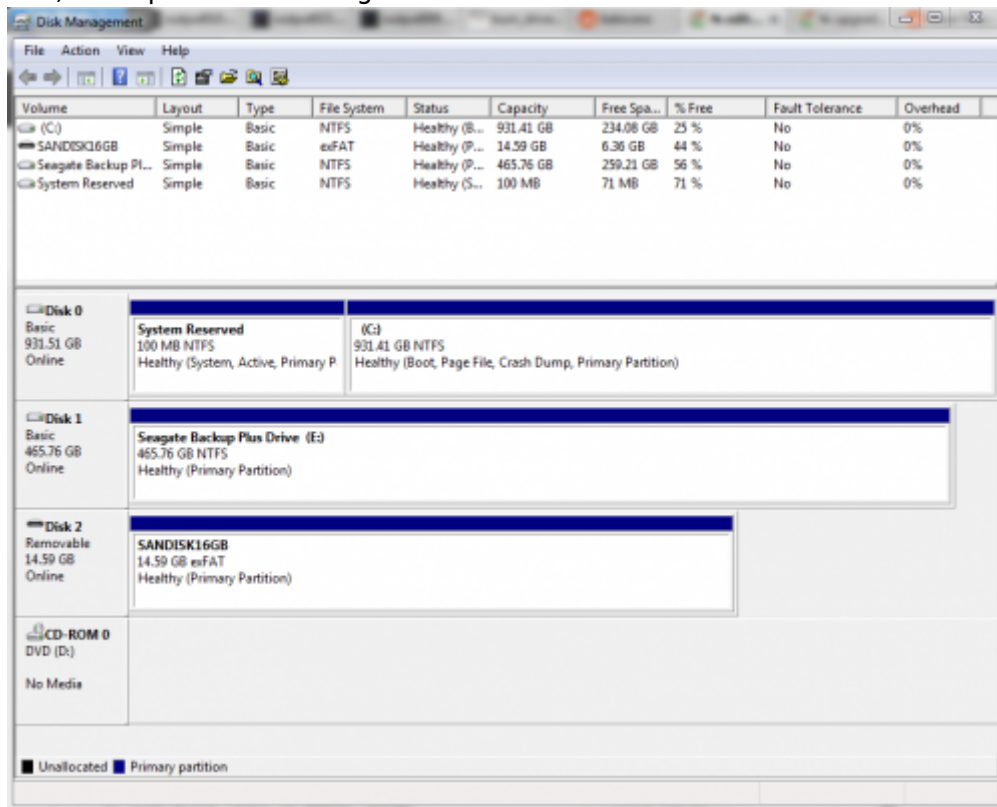 Disk Management
File Action View Help
Volume Layout Type File System Status Capacity Free Spa... % Free Fault Tolerance Overhead
(C:) Simple Basic NTFS Healthy (B... 931.41 GB 234.08 GB 25 % No 0%
SANDISK16GB Simple Basic exFAT Healthy (P... 14.59 GB 6.36 GB 44 % No 0%
Seagate Backup Pl... Simple Basic NTFS Healthy (P... 465.76 GB 259.21 GB 56 % No 0%
System Reserved Simple Basic NTFS Healthy (S... 100 MB 71 MB 71 % No 0%
Disk 0
Basic
931.51 GB
Online
System Reserved
100 MB NTFS
Healthy (System, Active, Primary P
(C:)
931.41 GB NTFS
Healthy (Boot, Page File, Crash Dump, Primary Partition)
Disk 1
Basic
465.76 GB
Online
Seagate Backup Plus Drive (E:)
465.76 GB NTFS
Healthy (Primary Partition)
Disk 2
Removable
14.59 GB
Online
SANDISK16GB
14.59 GB exFAT
Healthy (Primary Partition)
CD-ROM 0
DVD (D:)
No Media
Unallocated Primary partition